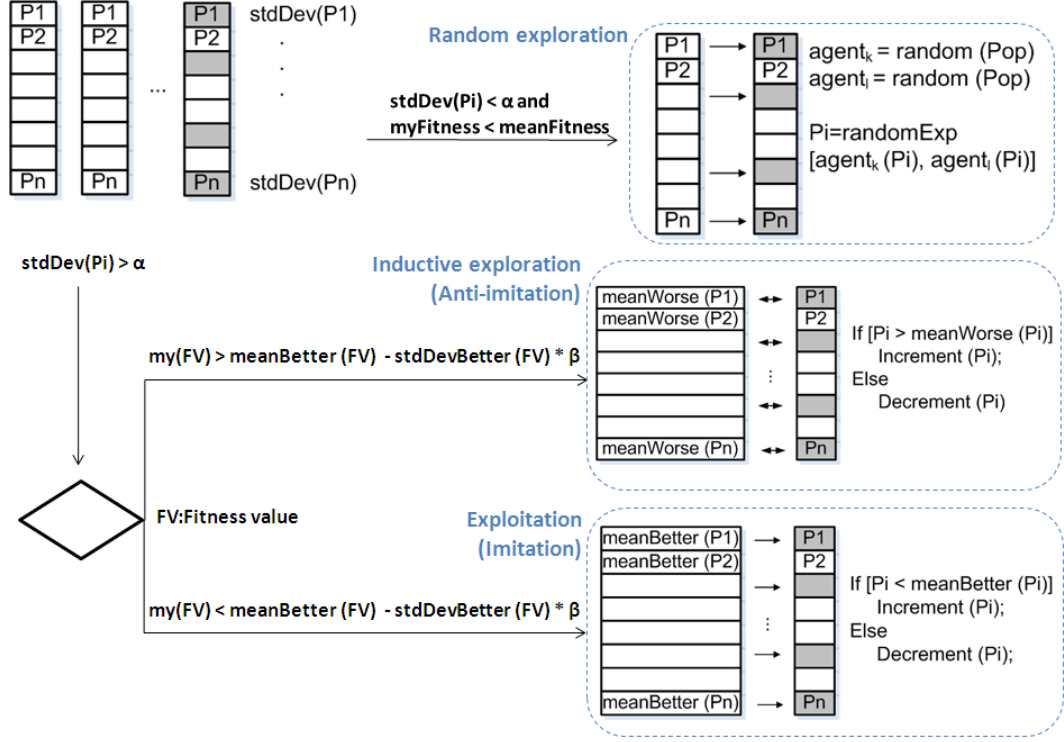 P1 P1 P1 stdDev(P1)
P2 P2 P2 .
.
...
.
Pn Pn Pn stdDev(Pn)
stdDev(Pi) < α and
myFitness < meanFitness
Random exploration
P1 P1
P2 P2
Pn Pn
agentk = random (Pop)
agentl = random (Pop)
Pi=randomExp
[agentk (Pi), agentl (Pi)]
stdDev(Pi) > α
Inductive exploration
(Anti-imitation)
my(FV) > meanBetter (FV) - stdDevBetter (FV) * β
meanWorse (P1) P1
meanWorse (P2) P2
...
meanWorse (Pn) Pn
If [Pi > meanWorse (Pi)]
Increment (Pi);
Else
Decrement (Pi)
FV:Fitness value
Exploitation
(Imitation)
my(FV) < meanBetter (FV) - stdDevBetter (FV) * β
meanBetter (P1) P1
meanBetter (P2) P2
...
meanBetter (Pn) Pn
If [Pi < meanBetter (Pi)]
Increment (Pi);
Else
Decrement (Pi);